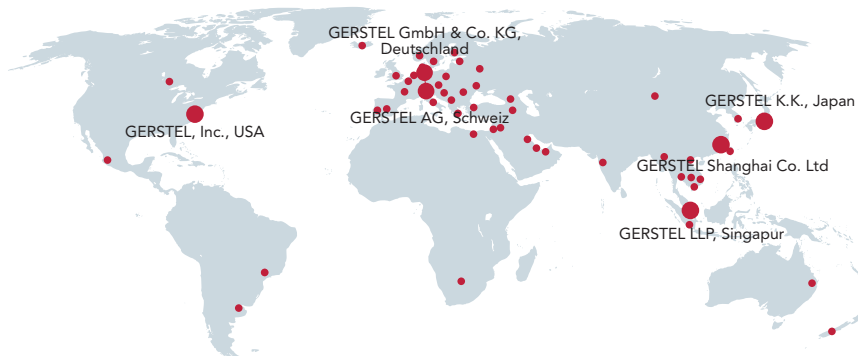 GERSTEL GmbH & Co. KG,
Deutschland
GERSTEL K.K., Japan
GERSTEL AG, Schweiz
GERSTEL, Inc., USA
GERSTEL Shanghai Co. Ltd
GERSTEL LLP, Singapur